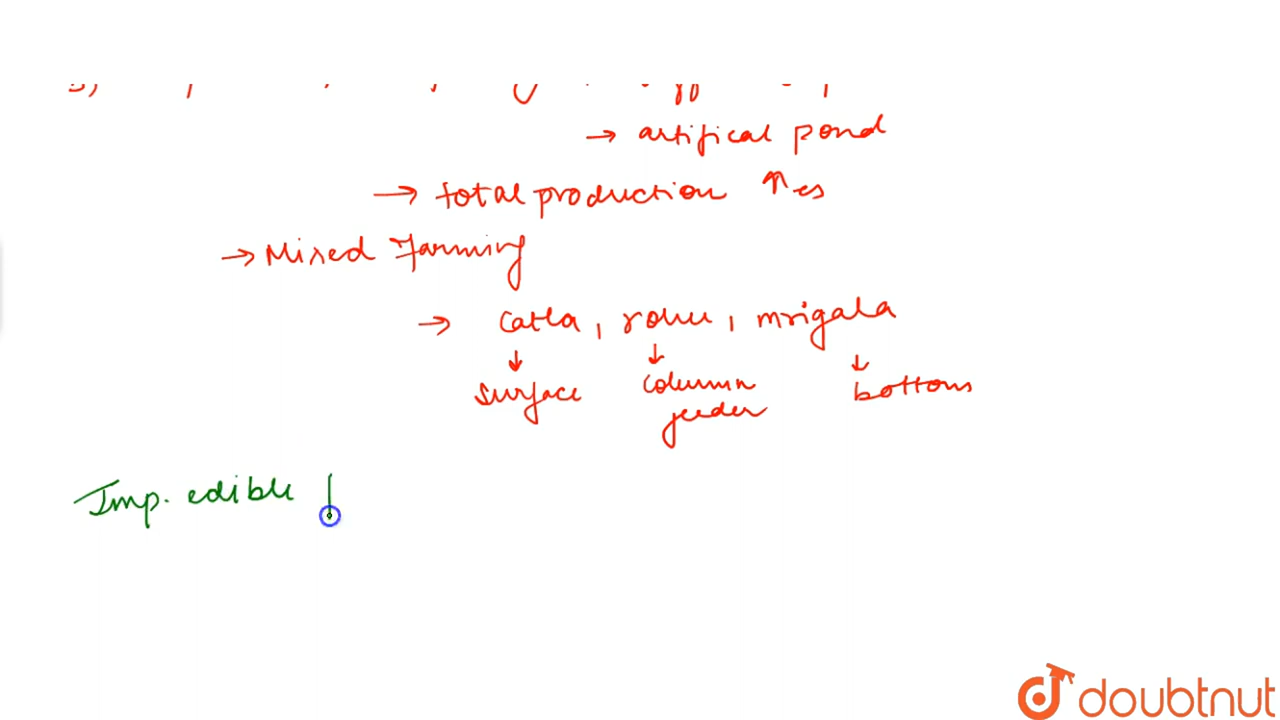 → artifical pond
→ total production ↑es
→ Mixed Farming
→ catla, rohu, mrigala
↓ ↓ ↓
surface column bottom
feeder
Imp. edible
doubtnut